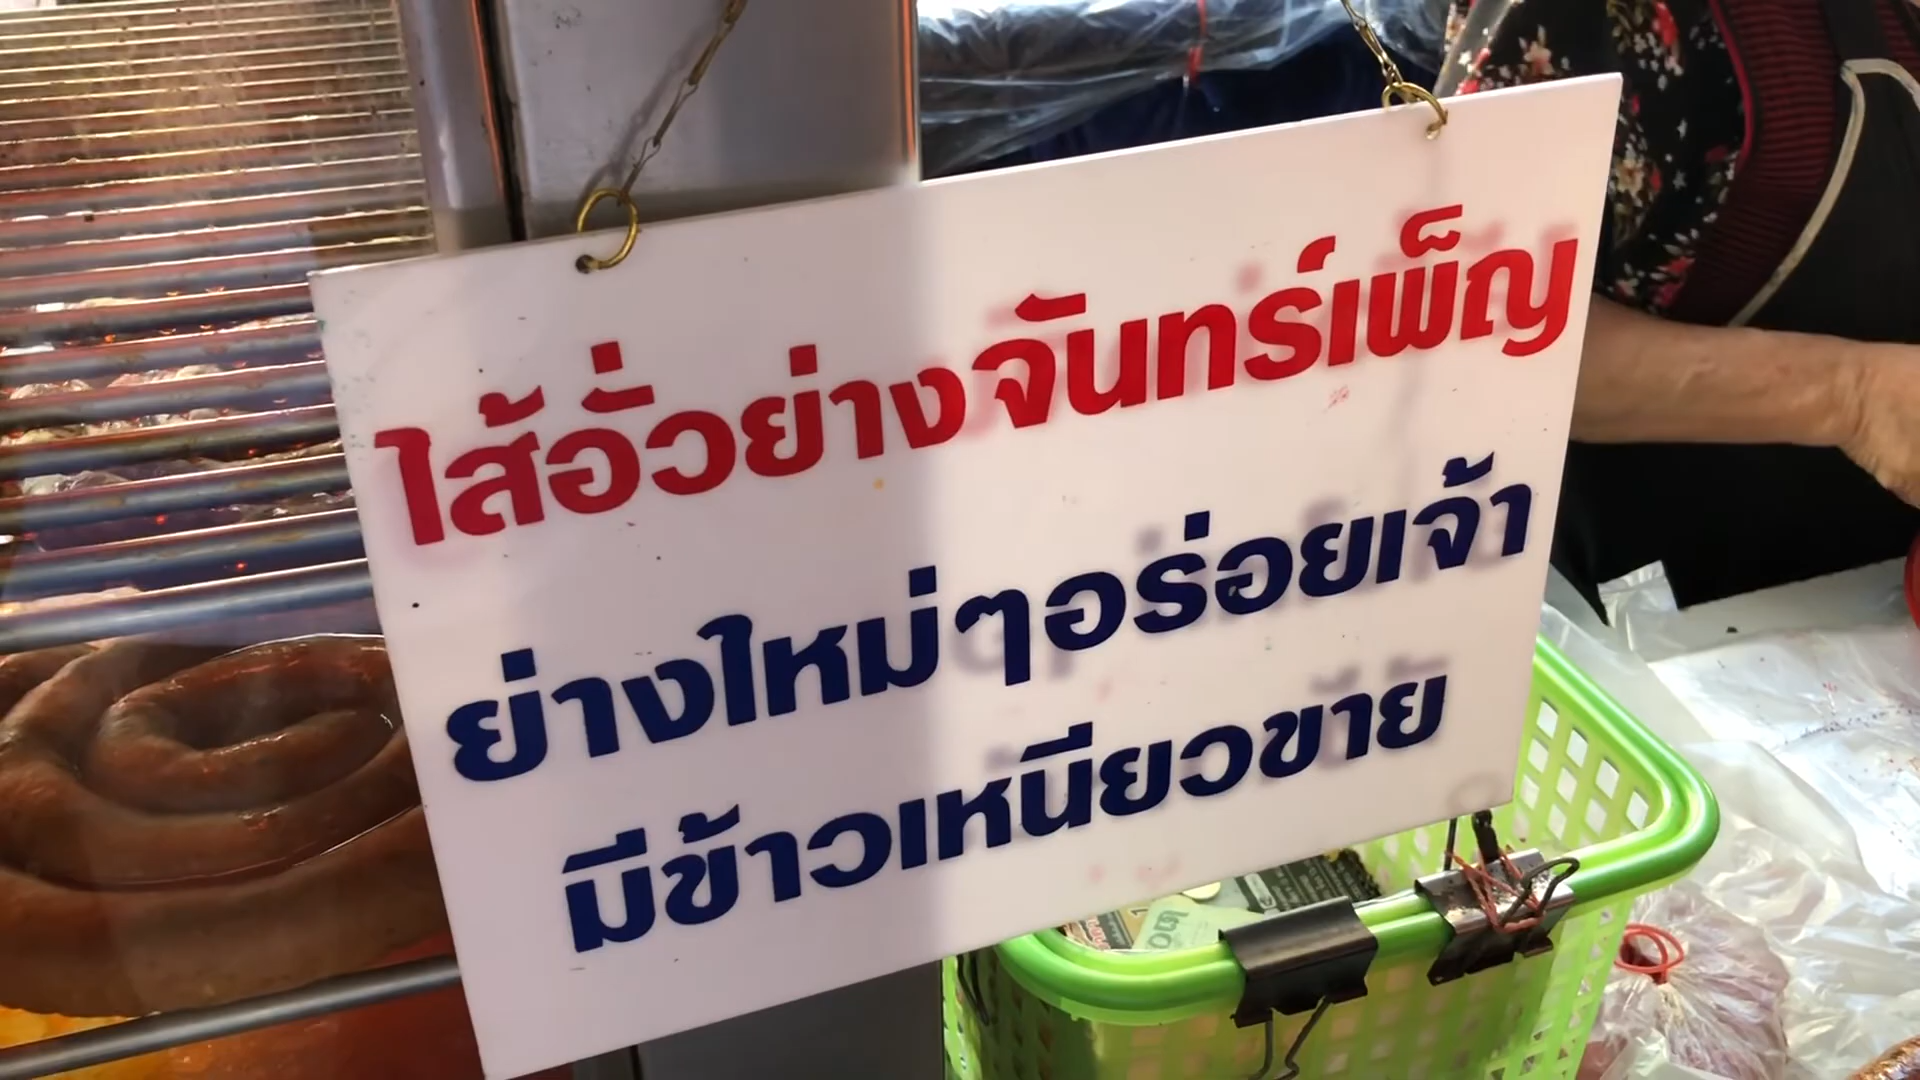 ไส้อั่วย่างจันทร์เพ็ญ
ย่างใหม่ๆอร่อยเจ้า
มีข้าวเหนียวขาย